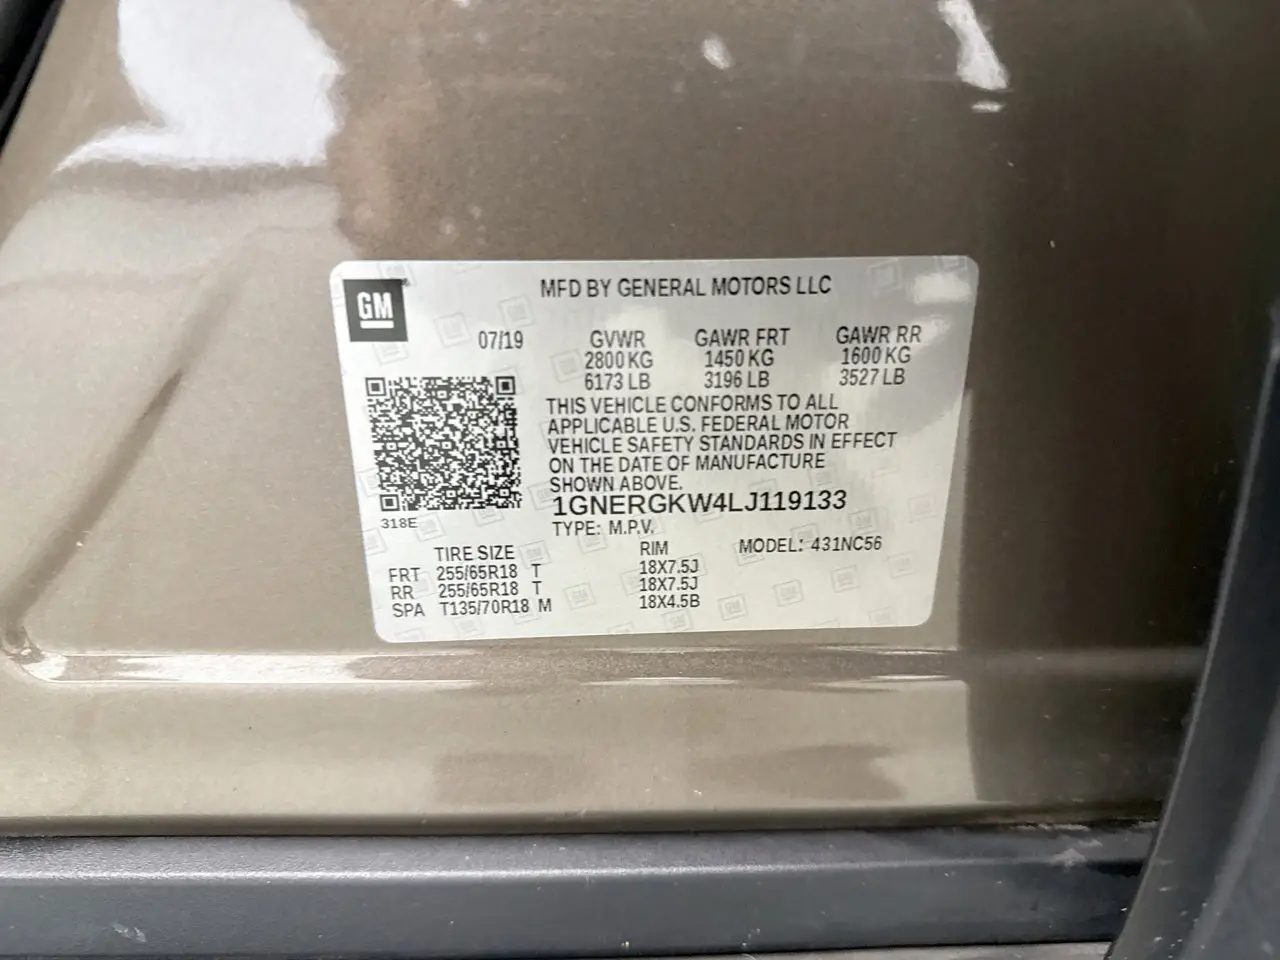 GM
MFD BY GENERAL MOTORS LLC
07/19 GVWR GAWR FRT GAWR RR
2800 KG 1450 KG 1600 KG
6173 LB 3196 LB 3527 LB
THIS VEHICLE CONFORMS TO ALL
APPLICABLE U.S. FEDERAL MOTOR
VEHICLE SAFETY STANDARDS IN EFFECT
ON THE DATE OF MANUFACTURE
SHOWN ABOVE.
1GNERGKW4LJ119133
318E
TYPE: M.P.V.
TIRE SIZE RIM MODEL: 431NC56
FRT 255/65R18 T 18X7.5J
RR 255/65R18 T 18X7.5J
SPA T135/70R18 M 18X4.5B